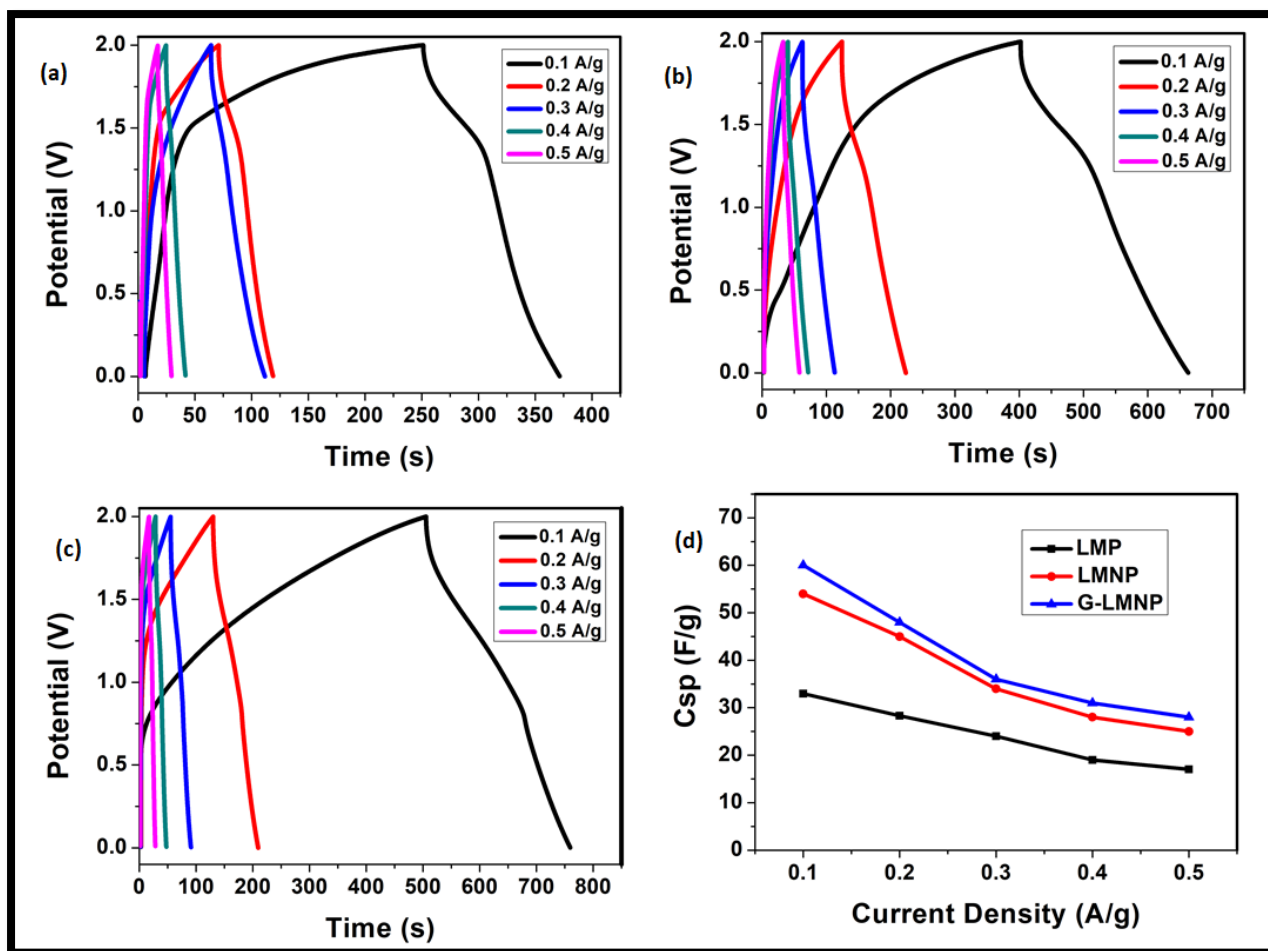 (a)
2.0
1.5
1.0
0.5
0.0
Potential (V)
0.1 A/g
0.2 A/g
0.3 A/g
0.4 A/g
0.5 A/g
0 50 100 150 200 250 300 350 400
Time (s)
(b)
2.0
1.5
1.0
0.5
0.0
Potential (V)
0.1 A/g
0.2 A/g
0.3 A/g
0.4 A/g
0.5 A/g
0 100 200 300 400 500 600 700
Time (s)
(c)
2.0
1.5
1.0
0.5
0.0
Potential (V)
0.1 A/g
0.2 A/g
0.3 A/g
0.4 A/g
0.5 A/g
0 100 200 300 400 500 600 700 800
Time (s)
(d)
70
60
50
40
30
20
10
0
Csp (F/g)
LMP
LMNP
G-LMNP
0.1 0.2 0.3 0.4 0.5
Current Density (A/g)